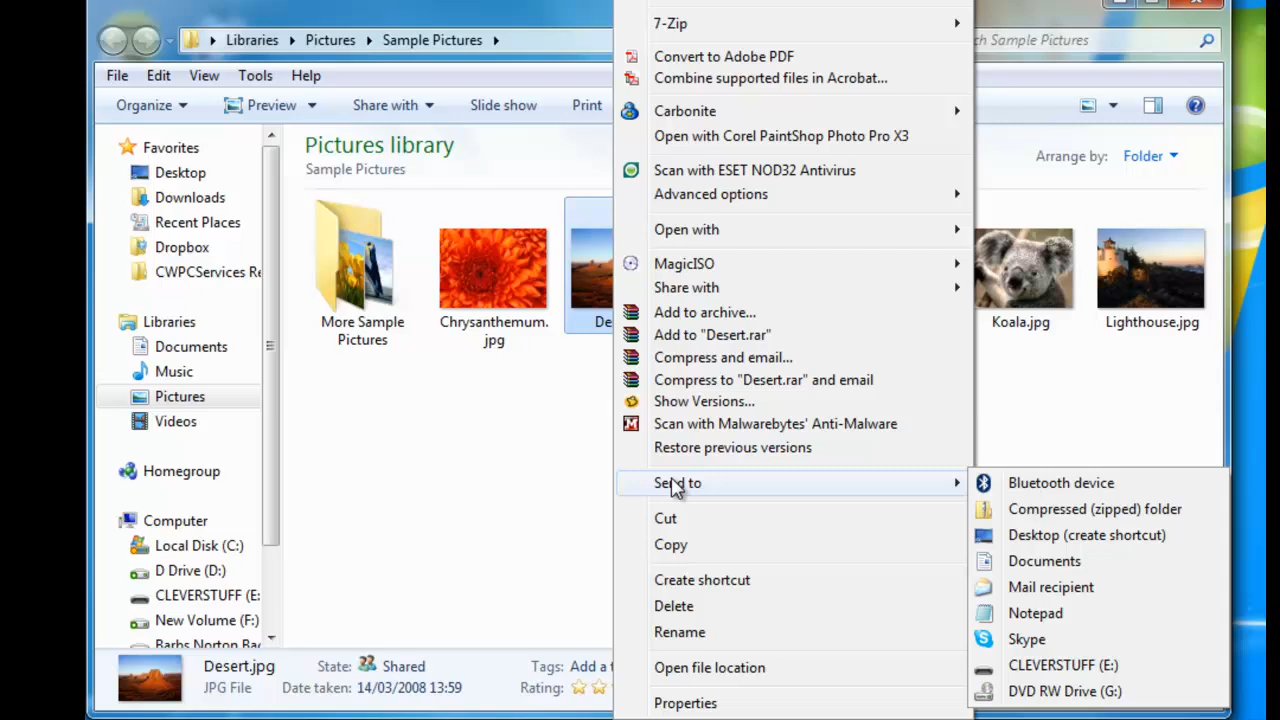 Libraries Pictures Sample Pictures
ch Sample Pictures
File Edit View Tools Help
Organize Preview Share with Slide show Print
Favorites
Desktop
Downloads
Recent Places
Dropbox
CWPCServices Re
Libraries
Documents
Music
Pictures
Videos
Homegroup
Computer
Local Disk (C:)
D Drive (D:)
CLEVERSTUFF (E:
New Volume (F:)
Barbs Norton Bac
Pictures library
Sample Pictures
Arrange by: Folder
More Sample
Pictures
Chrysanthemum.
jpg
De
Koala.jpg
Lighthouse.jpg
7-Zip
Convert to Adobe PDF
Combine supported files in Acrobat...
Carbonite
Open with Corel PaintShop Photo Pro X3
Scan with ESET NOD32 Antivirus
Advanced options
Open with
MagicISO
Share with
Add to archive...
Add to "Desert.rar"
Compress and email...
Compress to "Desert.rar" and email
Show Versions...
Scan with Malwarebytes' Anti-Malware
Restore previous versions
Send to
Cut
Copy
Create shortcut
Delete
Rename
Open file location
Properties
Bluetooth device
Compressed (zipped) folder
Desktop (create shortcut)
Documents
Mail recipient
Notepad
Skype
CLEVERSTUFF (E:)
DVD RW Drive (G:)
Desert.jpg State: Shared Tags: Add a t
JPG File Date taken: 14/03/2008 13:59 Rating: